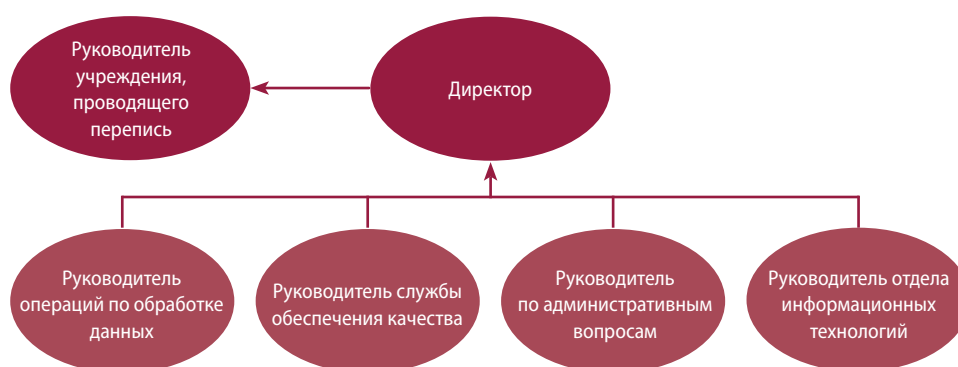 Руководитель
учреждения,
проводящего
перепись
Директор
Руководитель
операций по обработке
данных
Руководитель службы
обеспечения качества
Руководитель
по административным
вопросам
Руководитель отдела
информационных
технологий